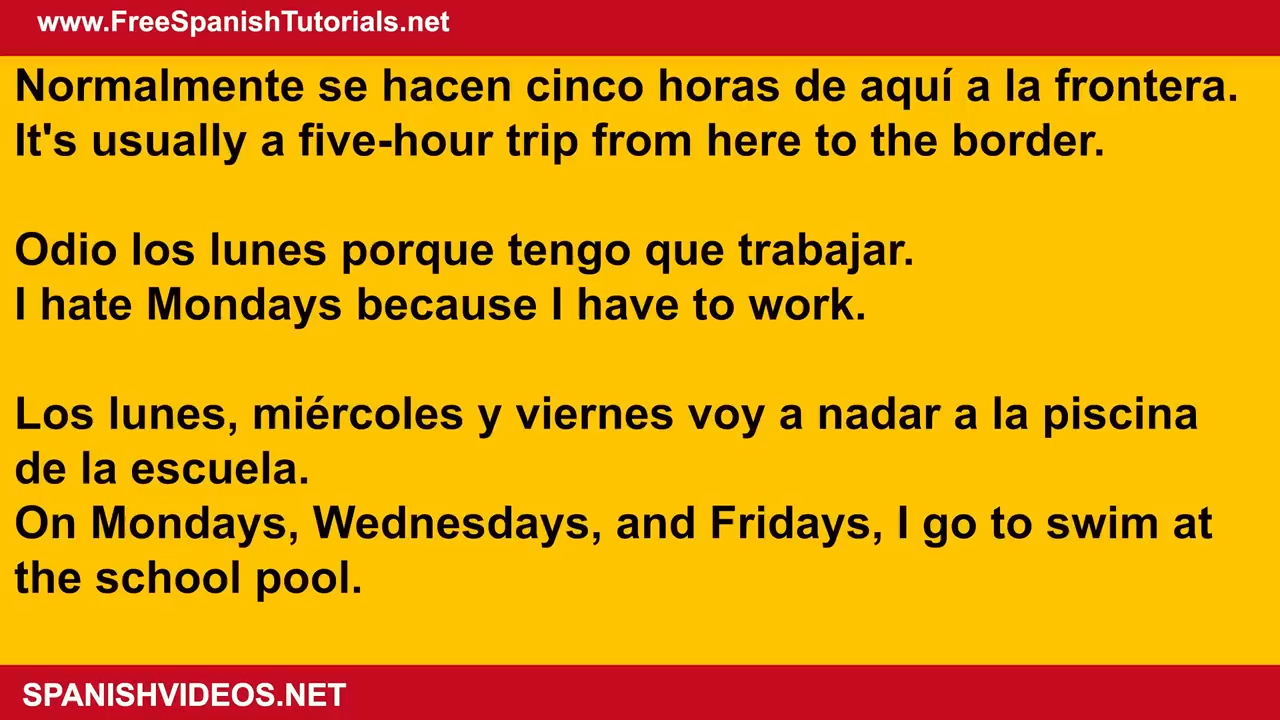 www.FreeSpanishTutorials.net
Normalmente se hacen cinco horas de aquí a la frontera.
It's usually a five-hour trip from here to the border.
Odio los lunes porque tengo que trabajar.
I hate Mondays because I have to work.
Los lunes, miércoles y viernes voy a nadar a la piscina
de la escuela.
On Mondays, Wednesdays, and Fridays, I go to swim at
the school pool.
SPANISHVIDEOS.NET